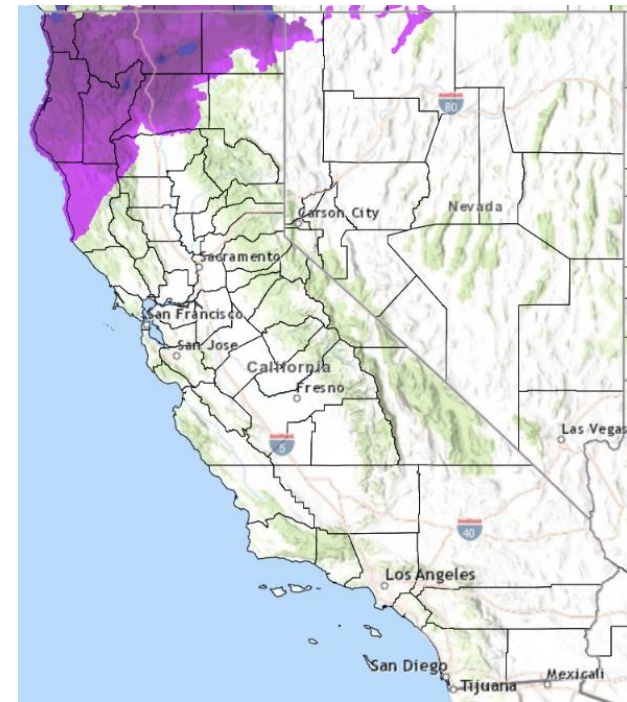 80
Carson City
Nevada
Sacramento
San Francisco
San Jose
California
Fresno
Las Vegas
5
40
Los Angeles
San Diego
Tijuana
Mexicali